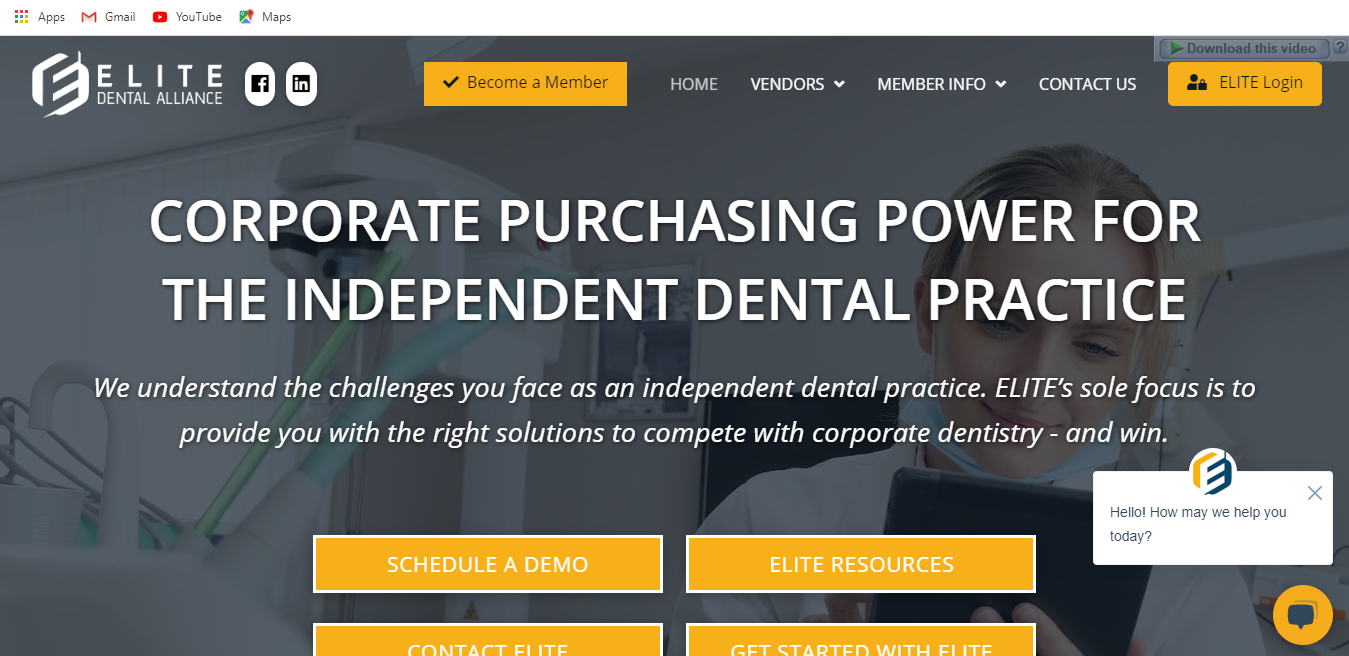 Apps Gmail YouTube Maps
Download this video ?
ELITE
DENTAL ALLIANCE
Become a Member
HOME VENDORS MEMBER INFO CONTACT US
ELITE Login
CORPORATE PURCHASING POWER FOR
THE INDEPENDENT DENTAL PRACTICE
We understand the challenges you face as an independent dental practice. ELITE’s sole focus is to
provide you with the right solutions to compete with corporate dentistry - and win.
Hello! How may we help you
today?
SCHEDULE A DEMO
ELITE RESOURCES
CONTACT ELITE
GET STARTED WITH ELITE